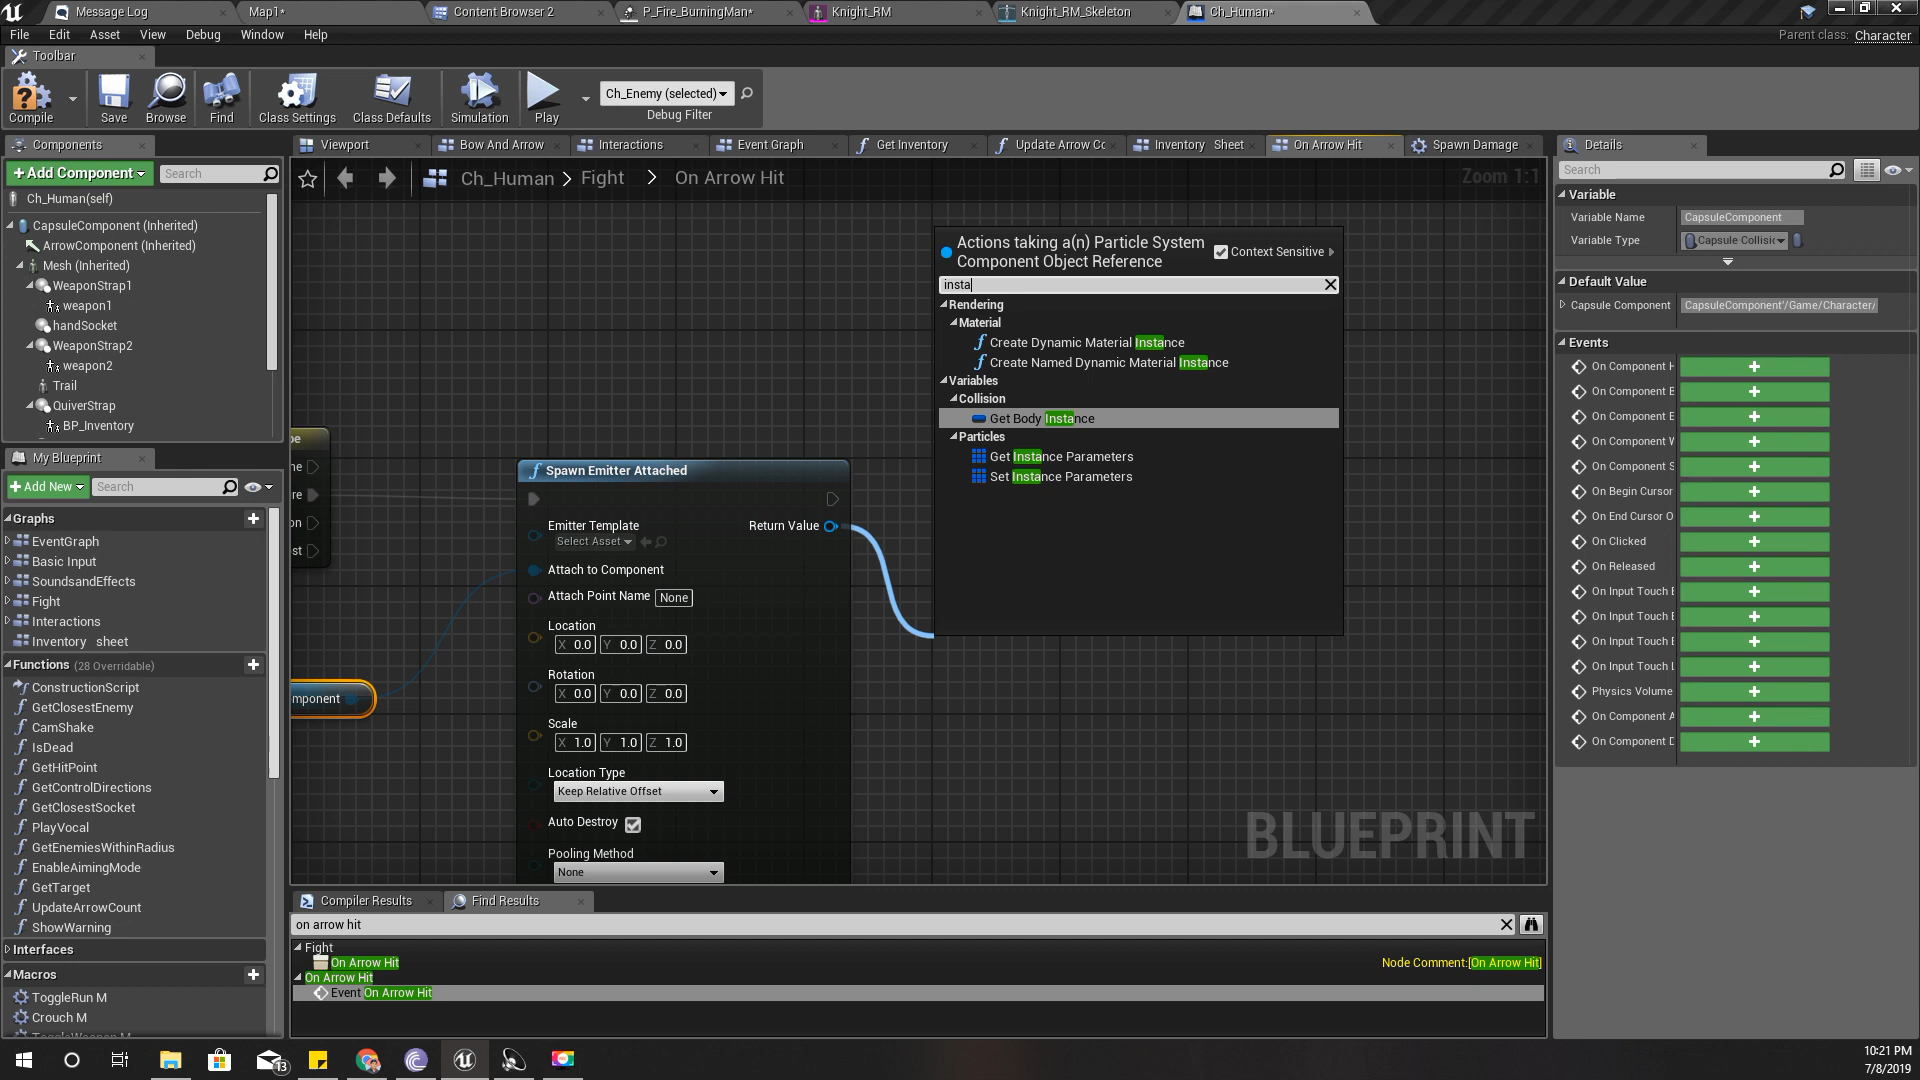 Message Log
Map1*
Content Browser 2
P_Fire_BurningMan*
Knight_RM
Knight_RM_Skeleton
Ch_Human*
File
Edit
Asset
View
Debug
Window
Help
Parent class: Character
Toolbar
Compile
Save
Browse
Find
Class Settings
Class Defaults
Simulation
Play
Ch_Enemy (selected)
Debug Filter
Components
+Add Component
Search
Ch_Human(self)
CapsuleComponent (Inherited)
ArrowComponent (Inherited)
Mesh (Inherited)
WeaponStrap1
weapon1
handSocket
WeaponStrap2
weapon2
Trail
QuiverStrap
BP_Inventory
My Blueprint
+Add New
Search
Graphs
EventGraph
Basic Input
SoundsandEffects
Fight
Interactions
Inventory sheet
Functions (28 Overridable)
ConstructionScript
GetClosestEnemy
CamShake
IsDead
GetHitPoint
GetControlDirections
GetClosestSocket
PlayVocal
GetEnemiesWithinRadius
EnableAimingMode
GetTarget
UpdateArrowCount
ShowWarning
Interfaces
Macros
ToggleRun M
Crouch M
ToggleWeapon M
Viewport
Bow And Arrow
Interactions
Event Graph
Get Inventory
Update Arrow Co
Inventory Sheet
On Arrow Hit
Spawn Damage
Ch_Human > Fight > On Arrow Hit
Zoom 1:1
pe
ne
re
on
st
mponent
Spawn Emitter Attached
Emitter Template
Select Asset
Return Value
Attach to Component
Attach Point Name None
Location
X 0.0 Y 0.0 Z 0.0
Rotation
X 0.0 Y 0.0 Z 0.0
Scale
X 1.0 Y 1.0 Z 1.0
Location Type
Keep Relative Offset
Auto Destroy
Pooling Method
None
Actions taking a(n) Particle System
Component Object Reference
Context Sensitive
insta
Rendering
Material
Create Dynamic Material Instance
Create Named Dynamic Material Instance
Variables
Collision
Get Body Instance
Particles
Get Instance Parameters
Set Instance Parameters
BLUEPRINT
Compiler Results
Find Results
on arrow hit
Fight
On Arrow Hit
Node Comment:[On Arrow Hit]
On Arrow Hit
Event On Arrow Hit
Details
Search
Variable
Variable Name CapsuleComponent
Variable Type Capsule Collisic
Default Value
Capsule Component CapsuleComponent'/Game/Character/
Events
On Component H
On Component B
On Component E
On Component W
On Component S
On Begin Cursor
On End Cursor O
On Clicked
On Released
On Input Touch B
On Input Touch E
On Input Touch E
On Input Touch L
Physics Volume
On Component A
On Component D
13
10:21 PM
7/8/2019